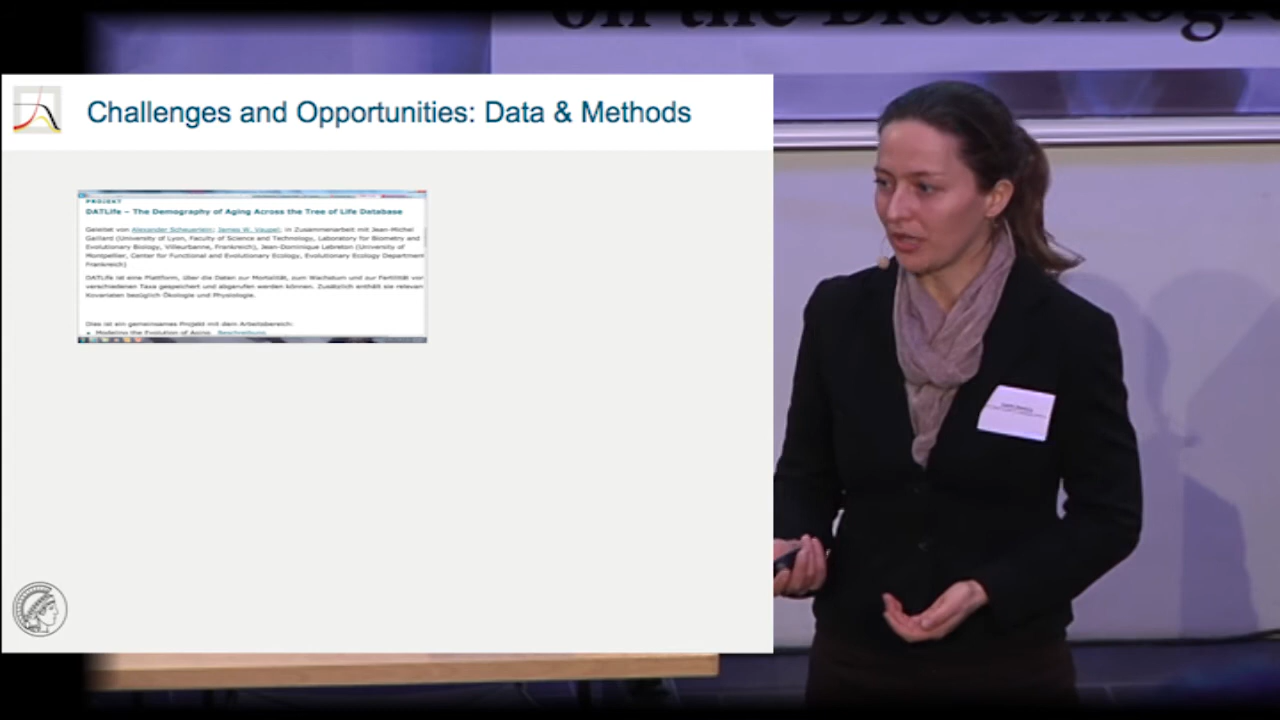 on the Biodemogr
Challenges and Opportunities: Data & Methods
PROJEKT
DATLife – The Demography of Aging Across the Tree of Life Database
Geleitet von Alexander Scheuerlein; James W. Vaupel; in Zusammenarbeit mit Jean-Michel
Gaillard (University of Lyon, Faculty of Science and Technology, Laboratory for Biometry and
Evolutionary Biology, Villeurbanne, Frankreich), Jean-Dominique Lebreton (University of
Montpellier, Center for Functional and Evolutionary Ecology, Evolutionary Ecology Department
Frankreich)
DATLife ist eine Plattform, über die Daten zur Mortalität, zum Wachstum und zur Fertilität von
verschiedenen Taxa gespeichert und abgerufen werden können. Zusätzlich enthält sie relevan
Kovariaten bezüglich Ökologie und Physiologie.
Dies ist ein gemeinsames Projekt mit dem Arbeitsbereich:
Modeling the Evolution of Aging Beschreibung